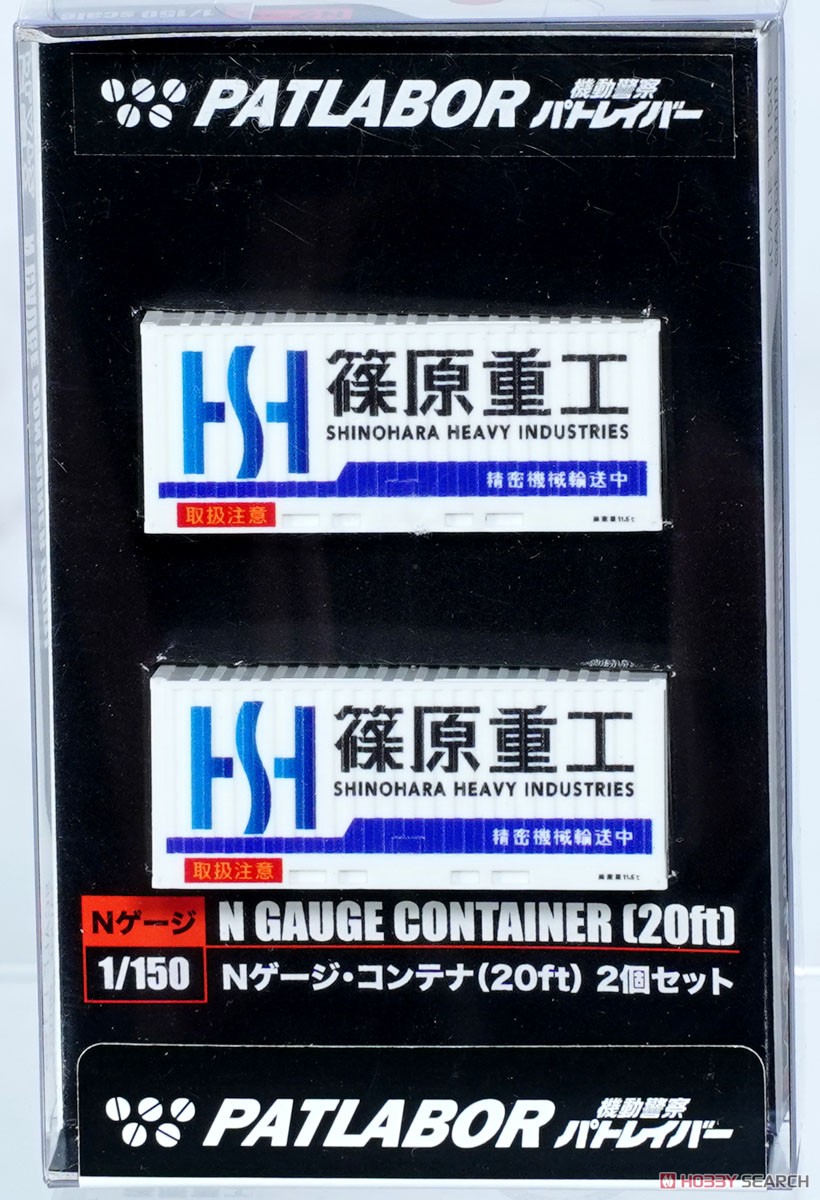 PATLABOR 機動警察
パトレイバー
HSH 篠原重工
SHINOHARA HEAVY INDUSTRIES
精密機械輸送中
取扱注意
HSH 篠原重工
SHINOHARA HEAVY INDUSTRIES
精密機械輸送中
取扱注意
Nゲージ N GAUGE CONTAINER (20ft)
1/150 Nゲージ・コンテナ(20ft) 2個セット
PATLABOR 機動警察
パトレイバー
HOBBY SEARCH